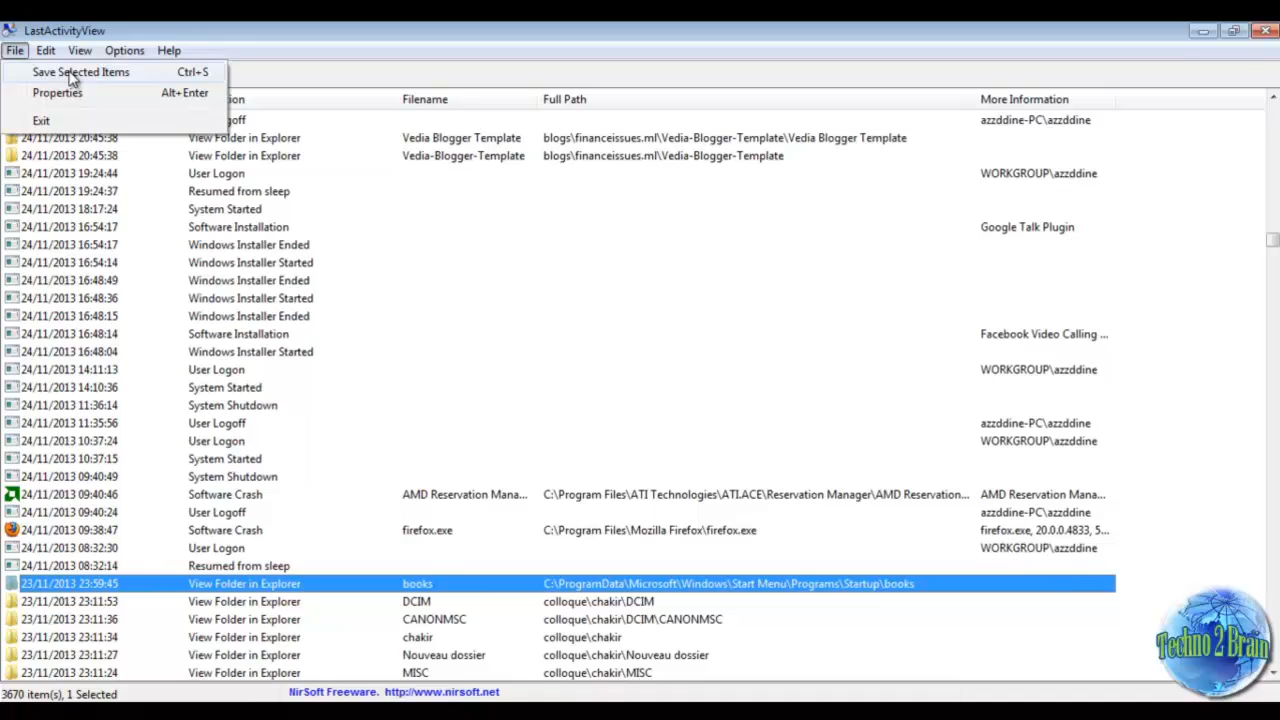 LastActivityView
File Edit View Options Help
Save Selected Items Ctrl+S
Properties Alt+Enter
Exit
ion Filename Full Path More Information
goff azzddine-PC\azzddine
24/11/2013 20:45:38 View Folder in Explorer Vedia Blogger Template blogs\financeissues.ml\Vedia-Blogger-Template\Vedia Blogger Template
24/11/2013 20:45:38 View Folder in Explorer Vedia-Blogger-Template blogs\financeissues.ml\Vedia-Blogger-Template
24/11/2013 19:24:44 User Logon WORKGROUP\azzddine
24/11/2013 19:24:37 Resumed from sleep
24/11/2013 18:17:24 System Started
24/11/2013 16:54:17 Software Installation Google Talk Plugin
24/11/2013 16:54:17 Windows Installer Ended
24/11/2013 16:54:14 Windows Installer Started
24/11/2013 16:48:49 Windows Installer Ended
24/11/2013 16:48:36 Windows Installer Started
24/11/2013 16:48:15 Windows Installer Ended
24/11/2013 16:48:14 Software Installation Facebook Video Calling ...
24/11/2013 16:48:04 Windows Installer Started
24/11/2013 14:11:13 User Logon WORKGROUP\azzddine
24/11/2013 14:10:36 System Started
24/11/2013 11:36:14 System Shutdown
24/11/2013 11:35:56 User Logoff azzddine-PC\azzddine
24/11/2013 10:37:24 User Logon WORKGROUP\azzddine
24/11/2013 10:37:15 System Started
24/11/2013 09:40:49 System Shutdown
24/11/2013 09:40:46 Software Crash AMD Reservation Mana... C:\Program Files\ATI Technologies\ATI.ACE\Reservation Manager\AMD Reservation... AMD Reservation Mana...
24/11/2013 09:40:24 User Logoff azzddine-PC\azzddine
24/11/2013 09:38:47 Software Crash firefox.exe C:\Program Files\Mozilla Firefox\firefox.exe firefox.exe, 20.0.0.4833, 5...
24/11/2013 08:32:30 User Logon WORKGROUP\azzddine
24/11/2013 08:32:14 Resumed from sleep
23/11/2013 23:59:45 View Folder in Explorer books C:\ProgramData\Microsoft\Windows\Start Menu\Programs\Startup\books
23/11/2013 23:11:53 View Folder in Explorer DCIM colloque\chakir\DCIM
23/11/2013 23:11:36 View Folder in Explorer CANONMSC colloque\chakir\DCIM\CANONMSC
23/11/2013 23:11:34 View Folder in Explorer chakir colloque\chakir
23/11/2013 23:11:27 View Folder in Explorer Nouveau dossier colloque\chakir\Nouveau dossier
23/11/2013 23:11:24 View Folder in Explorer MISC colloque\chakir\MISC
3670 item(s), 1 Selected NirSoft Freeware. http://www.nirsoft.net
Techno 2 Brain